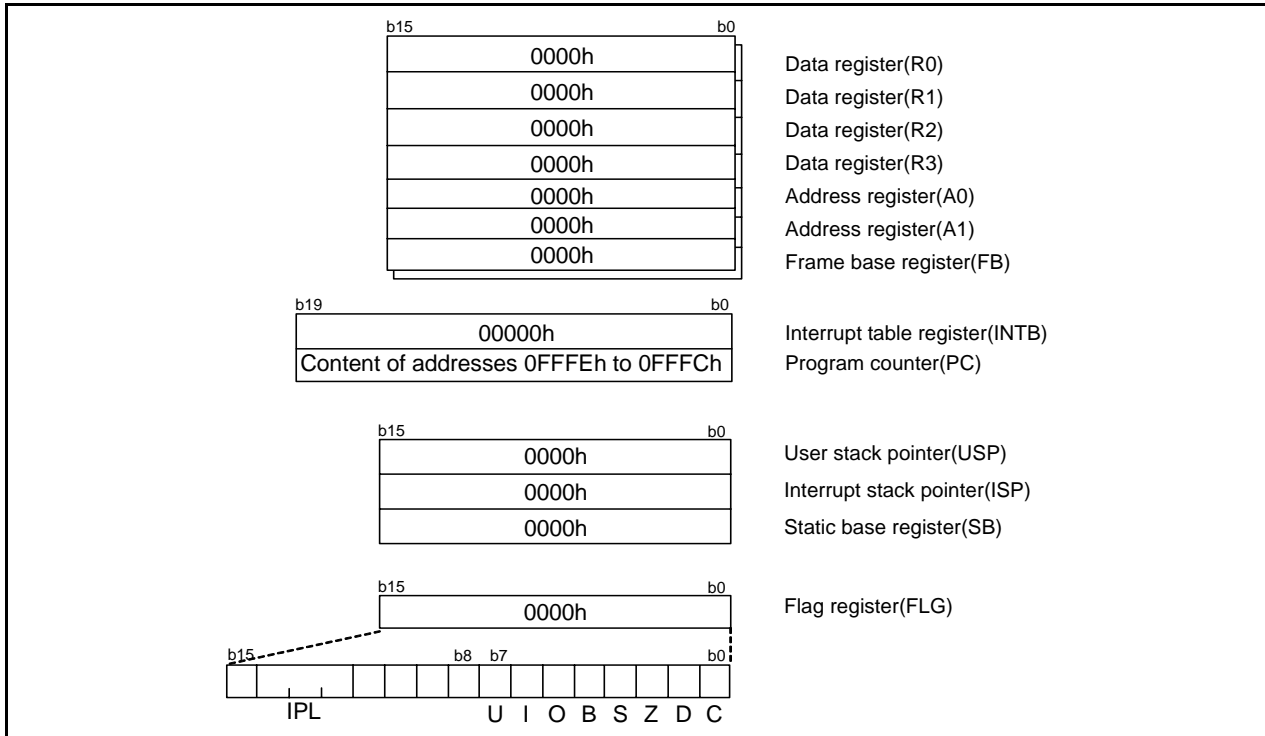 b15 b0
0000h Data register(R0)
0000h Data register(R1)
0000h Data register(R2)
0000h Data register(R3)
0000h Address register(A0)
0000h Address register(A1)
0000h Frame base register(FB)
b19 b0
00000h Interrupt table register(INTB)
Content of addresses 0FFFEh to 0FFFCh Program counter(PC)
b15 b0
0000h User stack pointer(USP)
0000h Interrupt stack pointer(ISP)
0000h Static base register(SB)
b15 b0
0000h Flag register(FLG)
b15 b8 b7 b0
IPL U I O B S Z D C